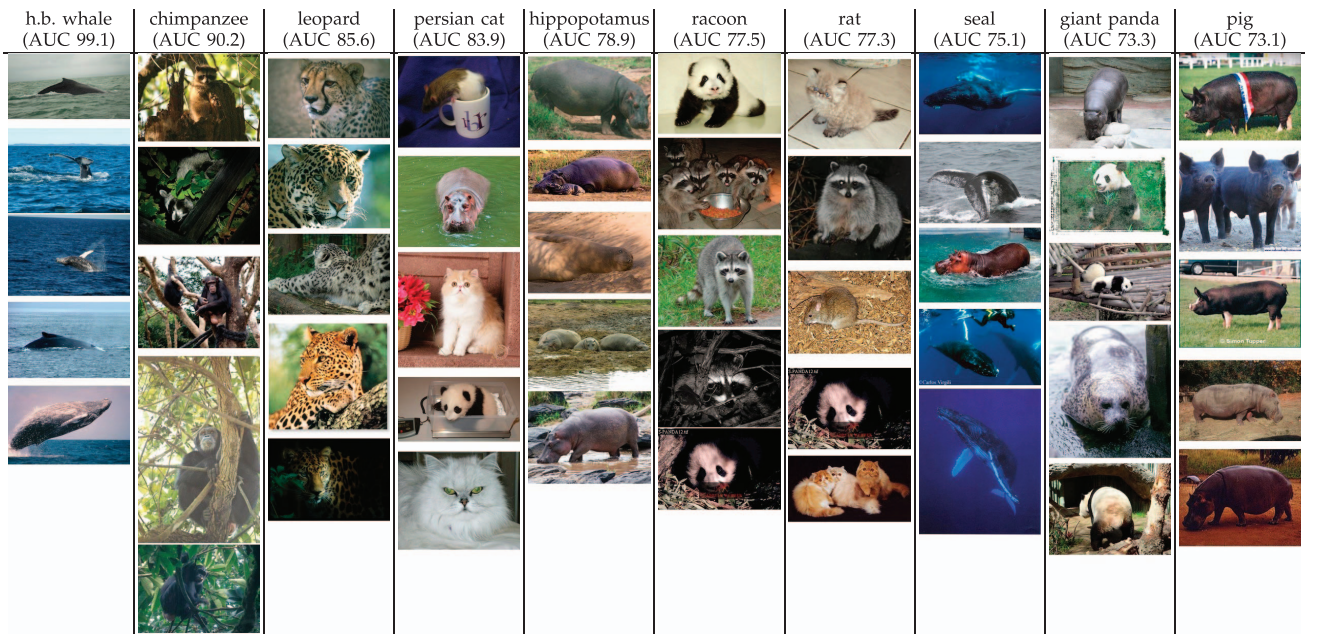 h.b. whale
(AUC 99.1)
chimpanzee
(AUC 90.2)
leopard
(AUC 85.6)
persian cat
(AUC 83.9)
hippopotamus
(AUC 78.9)
racoon
(AUC 77.5)
rat
(AUC 77.3)
seal
(AUC 75.1)
giant panda
(AUC 73.3)
pig
(AUC 73.1)
© Simon Tupper